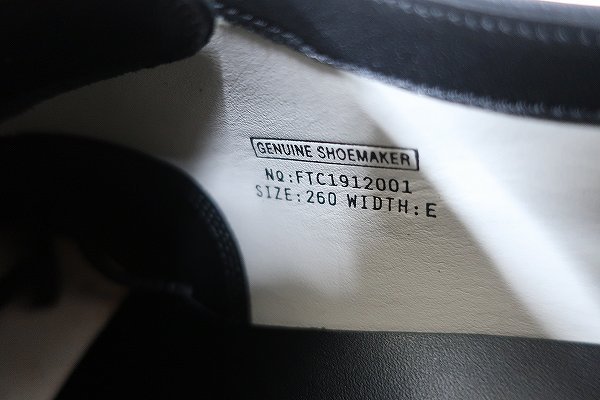 GENUINE SHOEMAKER
NO:FTC1912001
SIZE:260 WIDTH:E